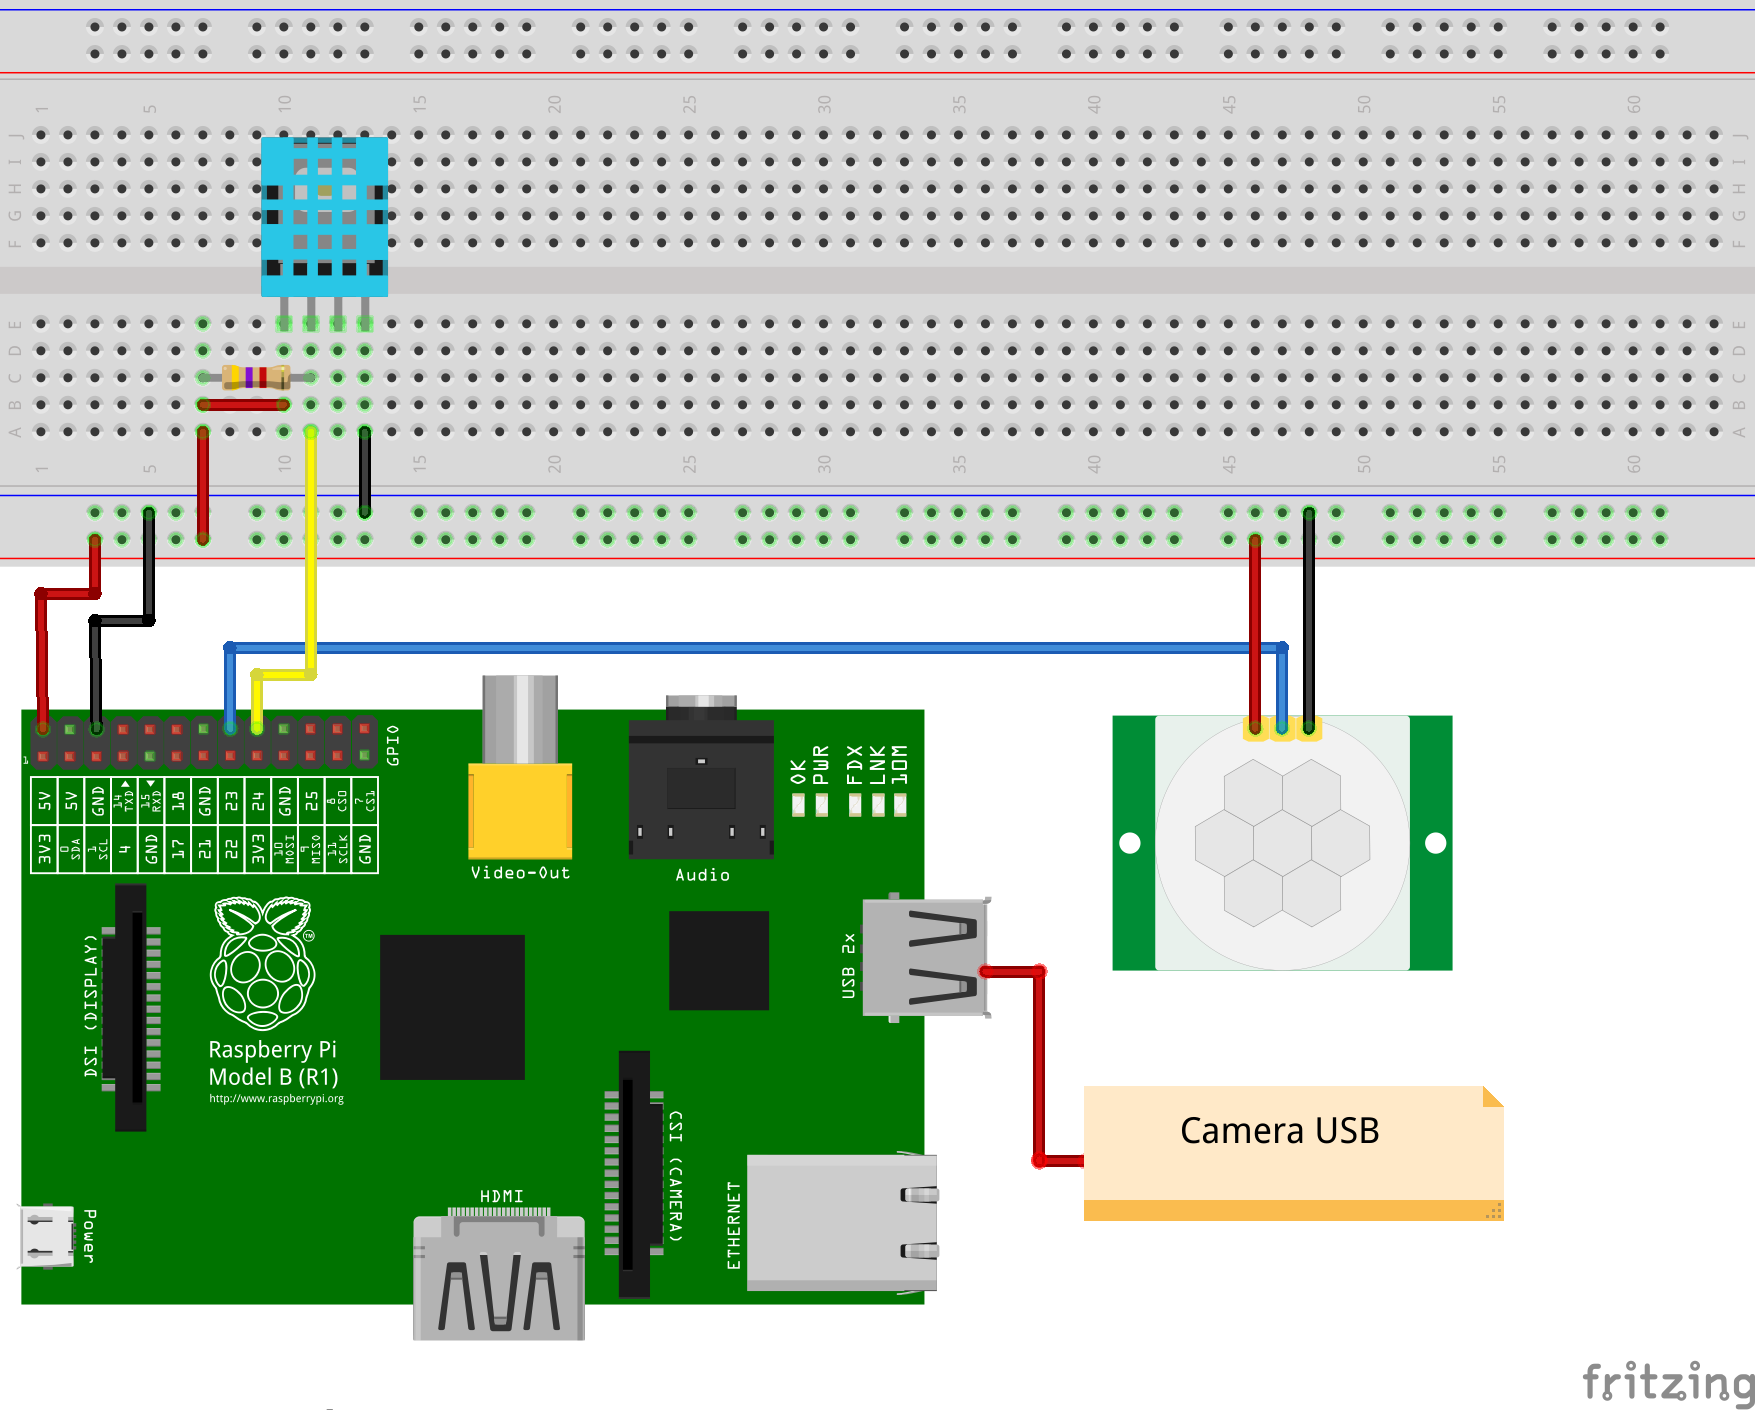 1 5 10 15 20 25 30 35 40 45 50 55 60
J J
I I
H H
G G
F F
E E
D D
C C
B B
A A
1 5 10 15 20 25 30 35 40 45 50 55 60
1
GPIO
5V 5V GND 14 TXD 15 RXD 18 GND 23 24 GND 25 8 CS0 7 CS1
3V3 0 SDA 1 SCL 4 GND 17 21 22 3V3 10 MOSI 9 MISO 11 SCLK GND
OK PWR FDX LNK 10M
Video-Out
Audio
USB 2x
DSI (DISPLAY)
TM
Raspberry Pi
Model B (R1)
http://www.raspberrypi.org
CSI (CAMERA)
Camera USB
HDMI
ETHERNET
Power
fritzing